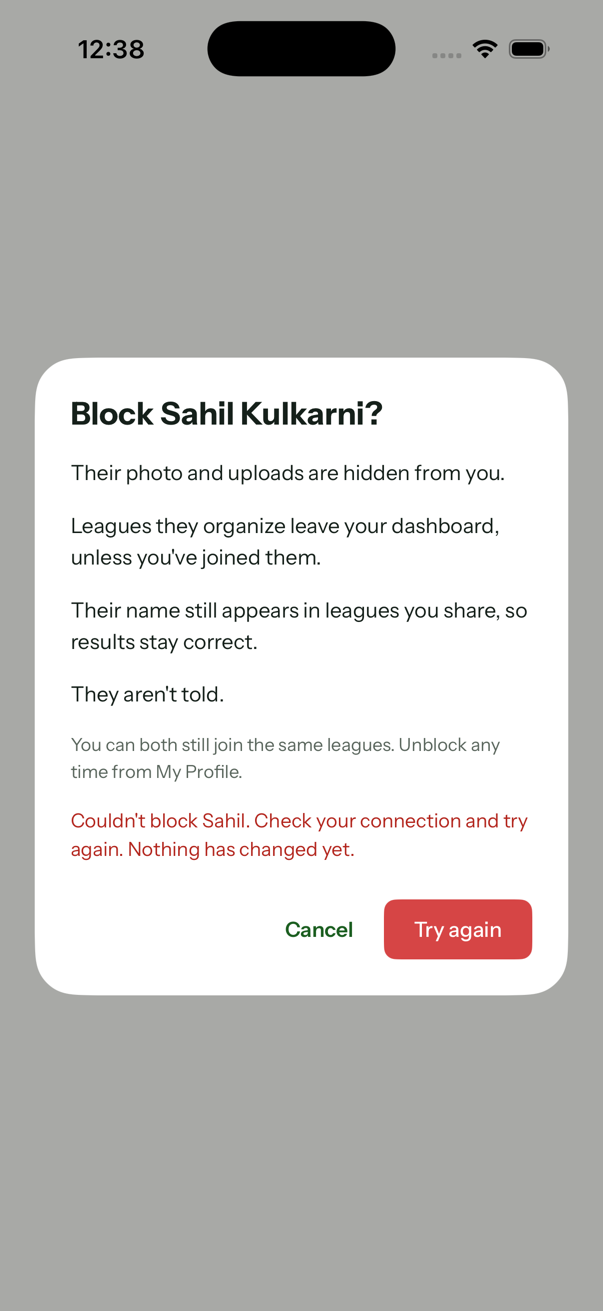 12:38
Block Sahil Kulkarni?
Their photo and uploads are hidden from you.
Leagues they organize leave your dashboard,
unless you've joined them.
Their name still appears in leagues you share, so
results stay correct.
They aren't told.
You can both still join the same leagues. Unblock any
time from My Profile.
Couldn't block Sahil. Check your connection and try
again. Nothing has changed yet.
Cancel
Try again